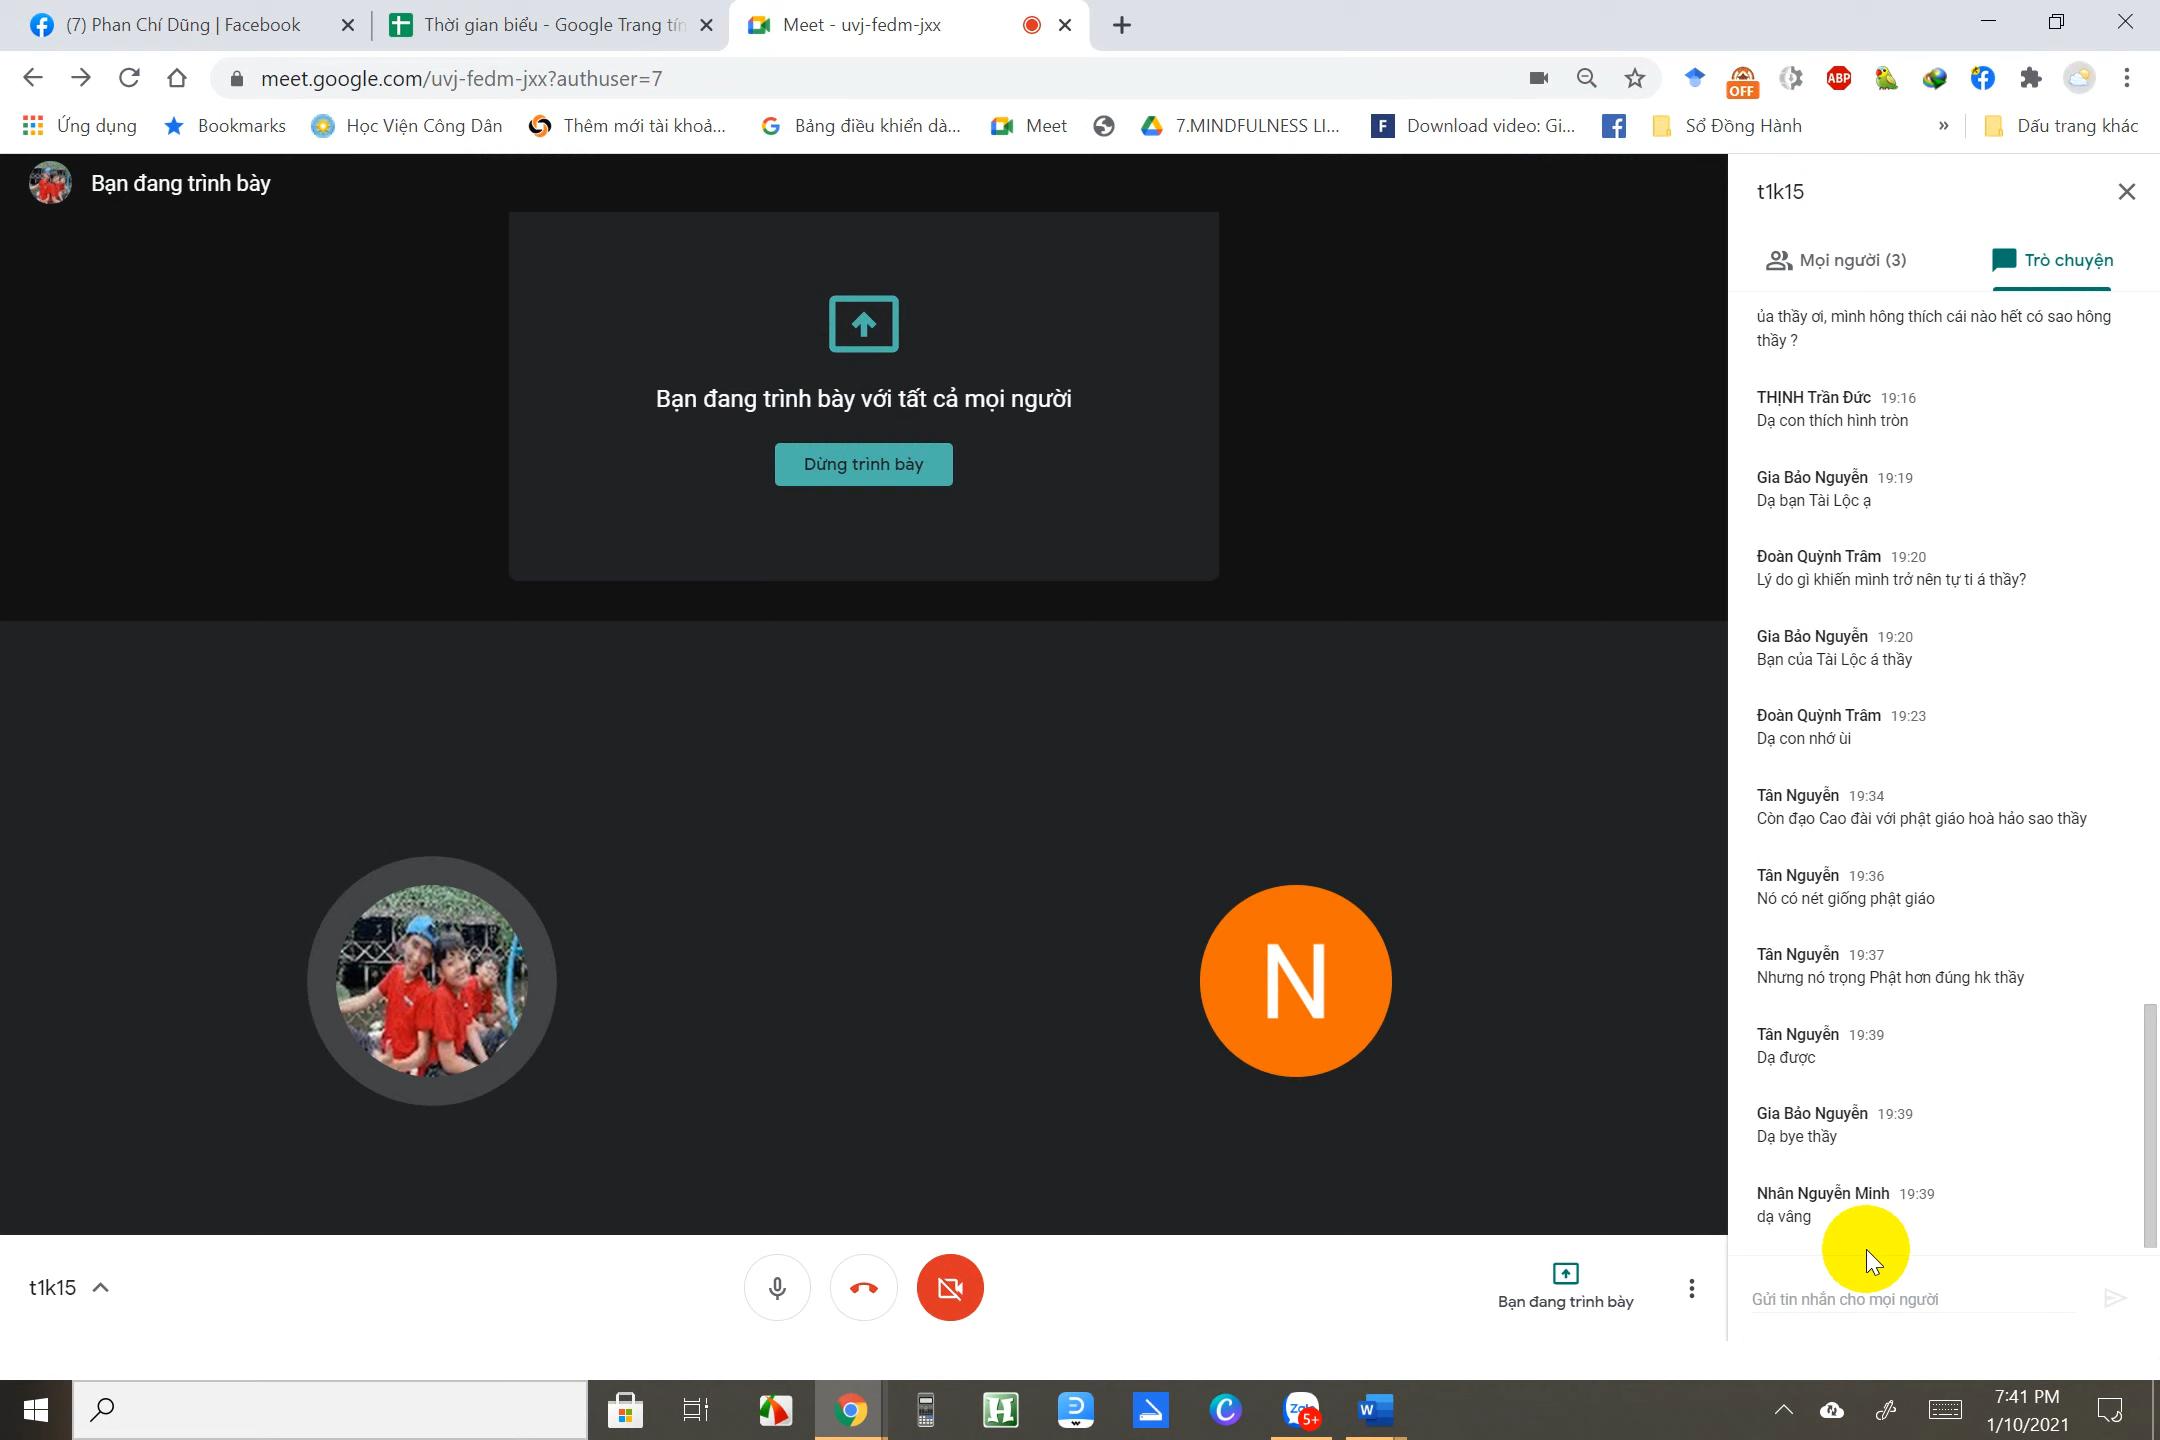 (7) Phan Chí Dũng | Facebook
Thời gian biểu - Google Trang tín
Meet - uvj-fedm-jxx
meet.google.com/uvj-fedm-jxx?authuser=7
OFF
ABP
Ứng dụng
Bookmarks
Học Viện Công Dân
Thêm mới tài khoả...
Bảng điều khiển dà...
Meet
7.MINDFULNESS LI...
Download video: Gi...
Sổ Đồng Hành
»
Dấu trang khác
Bạn đang trình bày
Bạn đang trình bày với tất cả mọi người
Dừng trình bày
N
t1k15
Mọi người (3)
Trò chuyện
ủa thầy ơi, mình hông thích cái nào hết có sao hông
thầy ?
THỊNH Trần Đức 19:16
Dạ con thích hình tròn
Gia Bảo Nguyễn 19:19
Dạ bạn Tài Lộc ạ
Đoàn Quỳnh Trâm 19:20
Lý do gì khiến mình trở nên tự ti á thầy?
Gia Bảo Nguyễn 19:20
Bạn của Tài Lộc á thầy
Đoàn Quỳnh Trâm 19:23
Dạ con nhớ ùi
Tân Nguyễn 19:34
Còn đạo Cao đài với phật giáo hoà hảo sao thầy
Tân Nguyễn 19:36
Nó có nét giống phật giáo
Tân Nguyễn 19:37
Nhưng nó trọng Phật hơn đúng hk thầy
Tân Nguyễn 19:39
Dạ được
Gia Bảo Nguyễn 19:39
Dạ bye thầy
Nhân Nguyễn Minh 19:39
dạ vâng
Gửi tin nhắn cho mọi người
t1k15
Bạn đang trình bày
Zalo
5+
7:41 PM
1/10/2021